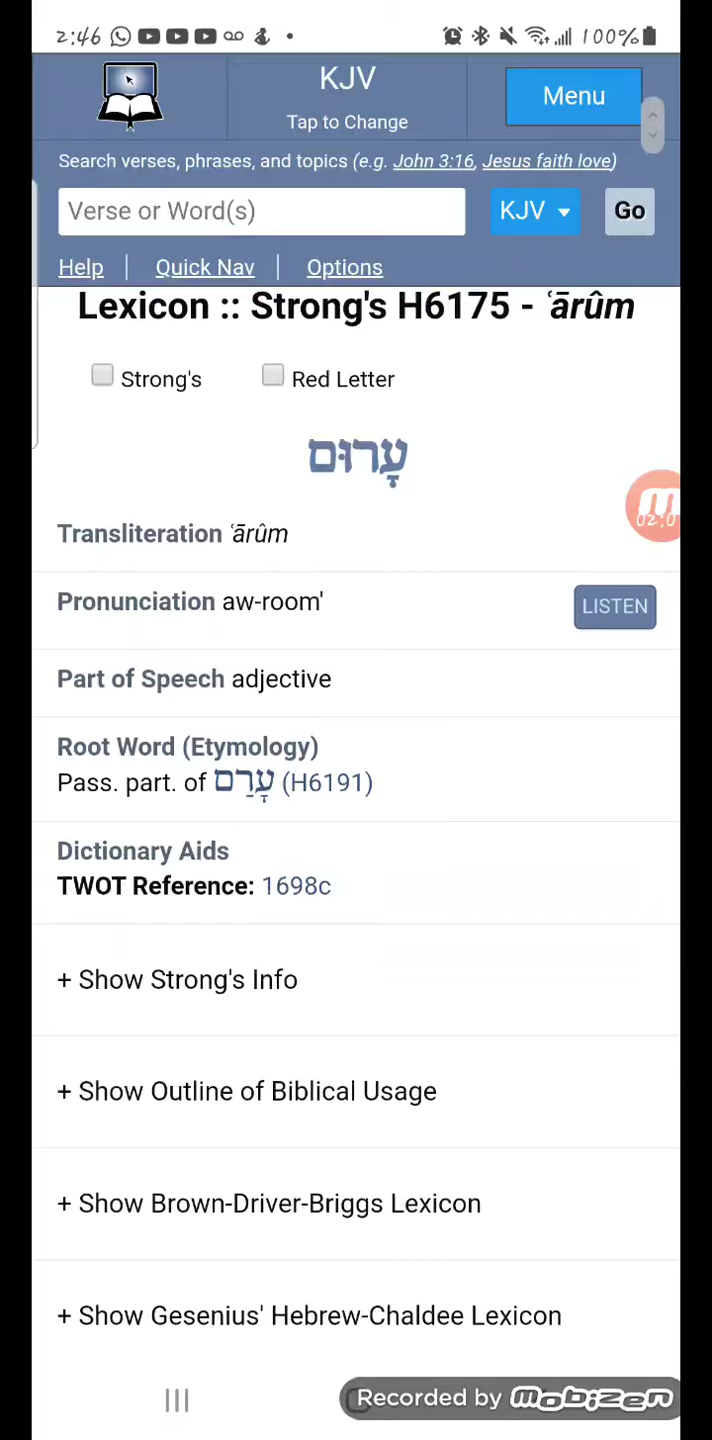 2:46 100%
KJV
Menu
Tap to Change
Search verses, phrases, and topics (e.g. John 3:16, Jesus faith love)
Verse or Word(s) KJV Go
Help | Quick Nav | Options
Lexicon :: Strong's H6175 - ʿārûm
Strong's Red Letter
עָרוּם
Transliteration ʿārûm
02:0
Pronunciation aw-room'
LISTEN
Part of Speech adjective
Root Word (Etymology)
Pass. part. of עָרַם (H6191)
Dictionary Aids
TWOT Reference: 1698c
+ Show Strong's Info
+ Show Outline of Biblical Usage
+ Show Brown-Driver-Briggs Lexicon
+ Show Gesenius' Hebrew-Chaldee Lexicon
Recorded by mobizen